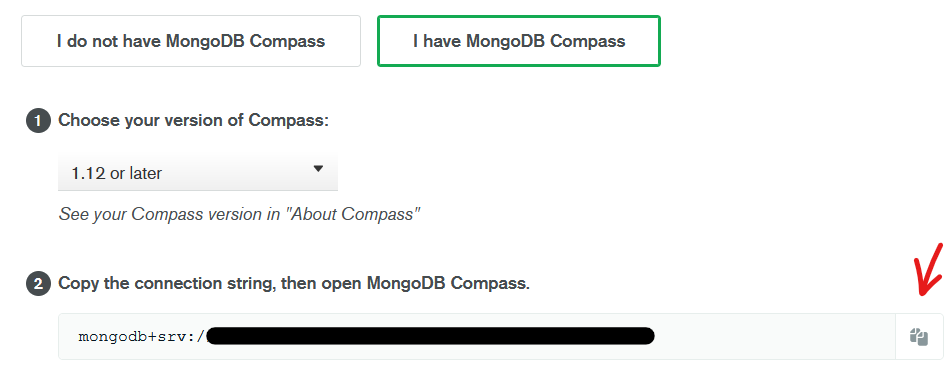 I do not have MongoDB Compass
I have MongoDB Compass
1 Choose your version of Compass:
1.12 or later
See your Compass version in "About Compass"
2 Copy the connection string, then open MongoDB Compass.
mongodb+srv:/